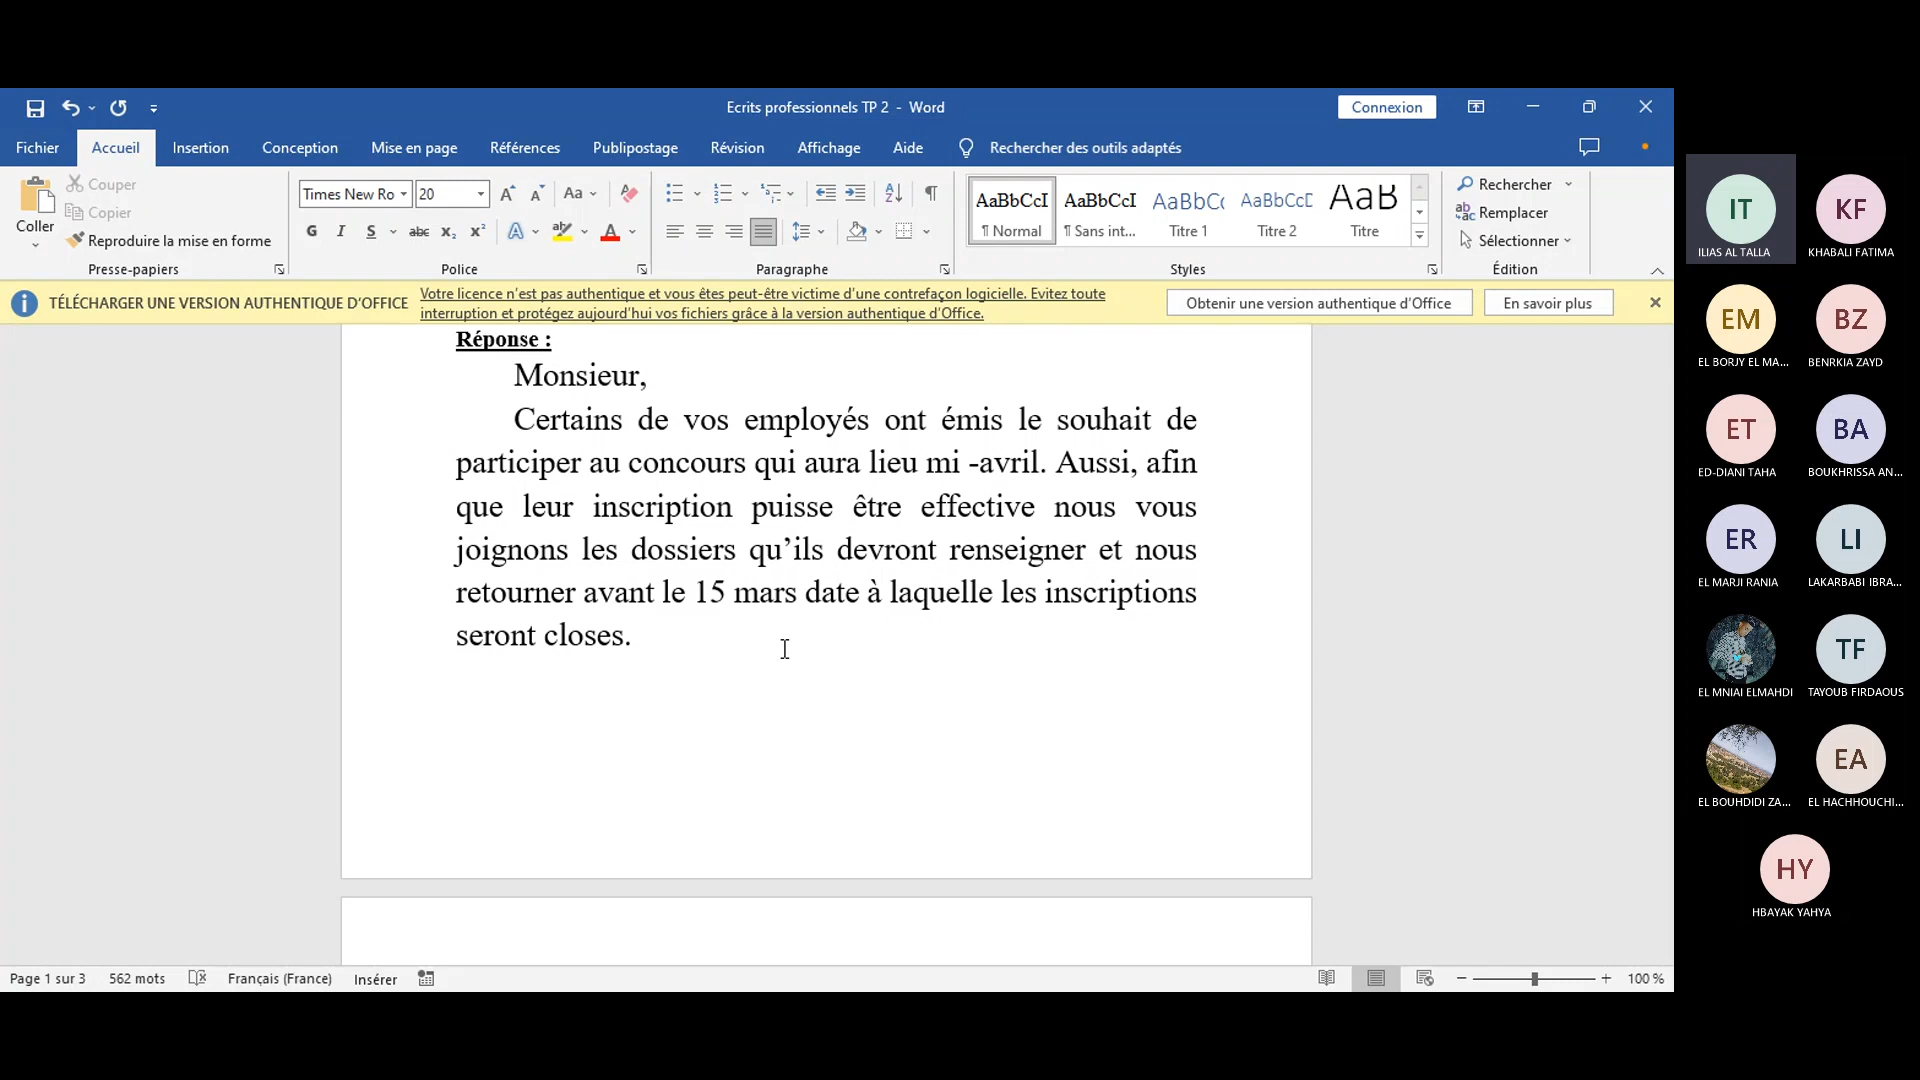 Ecrits professionnels TP 2 - Word
Connexion
Fichier Accueil Insertion Conception Mise en page Références Publipostage Révision Affichage Aide Rechercher des outils adaptés
Coller
Couper
Copier
Reproduire la mise en forme
Presse-papiers
Times New Ro 20 Aa
G I S abc x₂ x² A ab A
Police
Paragraphe
AaBbCcI AaBbCcI AaBbCc AaBbCcD AaB
¶ Normal ¶ Sans int... Titre 1 Titre 2 Titre
Styles
Rechercher
Remplacer
Sélectionner
Édition
TÉLÉCHARGER UNE VERSION AUTHENTIQUE D’OFFICE
Votre licence n’est pas authentique et vous êtes peut-être victime d’une contrefaçon logicielle. Evitez toute
interruption et protégez aujourd’hui vos fichiers grâce à la version authentique d’Office.
Obtenir une version authentique d’Office
En savoir plus
Réponse :
Monsieur,
Certains de vos employés ont émis le souhait de
participer au concours qui aura lieu mi -avril. Aussi, afin
que leur inscription puisse être effective nous vous
joignons les dossiers qu’ils devront renseigner et nous
retourner avant le 15 mars date à laquelle les inscriptions
seront closes.
Page 1 sur 3 562 mots Français (France) Insérer
100 %
IT
ILIAS AL TALLA
KF
KHABALI FATIMA
EM
EL BORJY EL MA...
BZ
BENRKIA ZAYD
ET
ED-DIANI TAHA
BA
BOUKHRISSA AN...
ER
EL MARJI RANIA
LI
LAKARBABI IBRA...
EL MNIAI ELMAHDI
TF
TAYOUB FIRDAOUS
EL BOUHDIDI ZA...
EA
EL HACHHOUCHI...
HY
HBAYAK YAHYA